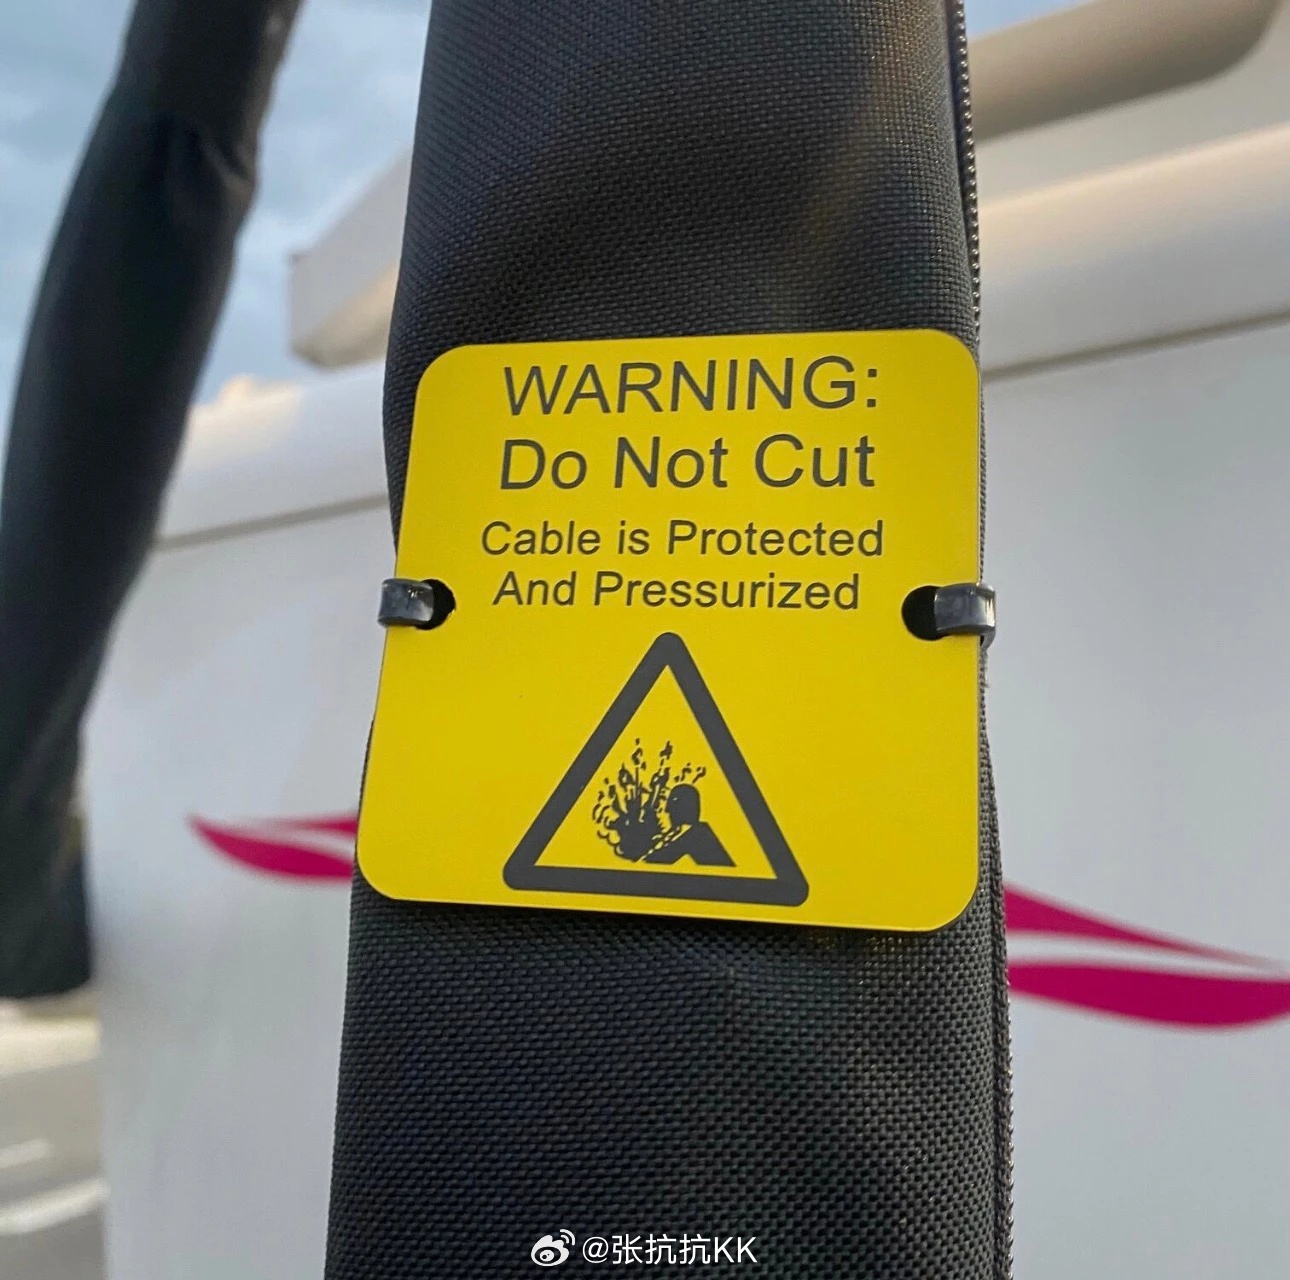 WARNING:
Do Not Cut
Cable is Protected
And Pressurized
@张抗抗KK